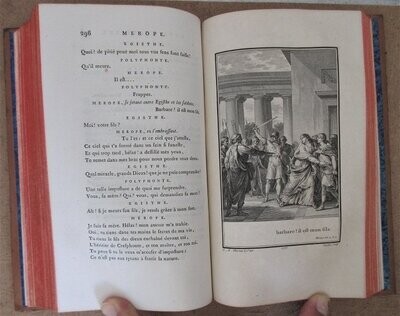 298 MEROPE,
EGISTHE.
Quoi! de pitié pour moi tous vos sens sont saisis!
POLYPHONTE.
Qu'il meure.
MEROPE.
Il est....
POLYPHONTE.
Frappez.
MEROPE, se jetant entre Egisthe et les soldats.
Barbare! il est mon fils.
EGISTHE.
Moi! votre fils?
MEROPE, en l'embrassant.
Tu l'es: et ce ciel que j'atteste,
Ce ciel qui t'a formé dans un sein si funeste,
Et qui trop tard, hélas! a dessillé mes yeux,
Te remet dans mes bras pour nous perdre tous deux.
EGISTHE.
Quel miracle, grands Dieux! que je ne puis comprendre!
POLYPHONTE.
Une telle imposture a de quoi me surprendre.
Vous, sa mère? Qui? vous, qui demandiez sa mort?
EGISTHE.
Ah! si je meurs son fils, je rends grâce à mon sort.
MEROPE.
Je suis sa mère. Hélas! mon amour m'a trahie.
Oui, tu tiens dans tes mains le secret de ma vie;
Tu tiens le fils des dieux enchaîné devant toi,
L'héritier de Cresphonte, et ton maître, et ton roi.
Tu peux, si tu le veux, m'accuser d'imposture:
Ce n'est pas aux tyrans à sentir la nature.
barbare! il est mon fils